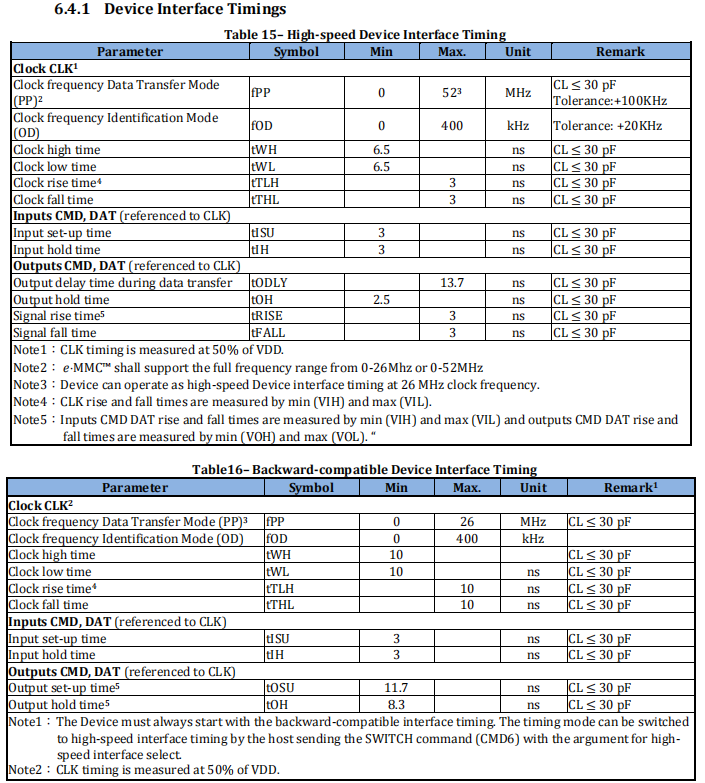 6.4.1 Device Interface Timings
Table 15– High-speed Device Interface Timing
Parameter Symbol Min Max. Unit Remark
Clock CLK¹
Clock frequency Data Transfer Mode (PP)² fPP 0 52³ MHz CL ≤ 30 pF Tolerance:+100KHz
Clock frequency Identification Mode (OD) fOD 0 400 kHz Tolerance: +20KHz
Clock high time tWH 6.5 ns CL ≤ 30 pF
Clock low time tWL 6.5 ns CL ≤ 30 pF
Clock rise time⁴ tTLH 3 ns CL ≤ 30 pF
Clock fall time tTHL 3 ns CL ≤ 30 pF
Inputs CMD, DAT (referenced to CLK)
Input set-up time tISU 3 ns CL ≤ 30 pF
Input hold time tIH 3 ns CL ≤ 30 pF
Outputs CMD, DAT (referenced to CLK)
Output delay time during data transfer tODLY 13.7 ns CL ≤ 30 pF
Output hold time tOH 2.5 ns CL ≤ 30 pF
Signal rise time⁵ tRISE 3 ns CL ≤ 30 pF
Signal fall time tFALL 3 ns CL ≤ 30 pF
Note1：CLK timing is measured at 50% of VDD.
Note2：e·MMC™ shall support the full frequency range from 0-26Mhz or 0-52MHz
Note3：Device can operate as high-speed Device interface timing at 26 MHz clock frequency.
Note4：CLK rise and fall times are measured by min (VIH) and max (VIL).
Note5：Inputs CMD DAT rise and fall times are measured by min (VIH) and max (VIL) and outputs CMD DAT rise and
fall times are measured by min (VOH) and max (VOL). “
Table16– Backward-compatible Device Interface Timing
Parameter Symbol Min Max. Unit Remark¹
Clock CLK²
Clock frequency Data Transfer Mode (PP)³ fPP 0 26 MHz CL ≤ 30 pF
Clock frequency Identification Mode (OD) fOD 0 400 kHz
Clock high time tWH 10 CL ≤ 30 pF
Clock low time tWL 10 ns CL ≤ 30 pF
Clock rise time⁴ tTLH 10 ns CL ≤ 30 pF
Clock fall time tTHL 10 ns CL ≤ 30 pF
Inputs CMD, DAT (referenced to CLK)
Input set-up time tISU 3 ns CL ≤ 30 pF
Input hold time tIH 3 ns CL ≤ 30 pF
Outputs CMD, DAT (referenced to CLK)
Output set-up time⁵ tOSU 11.7 ns CL ≤ 30 pF
Output hold time⁵ tOH 8.3 ns CL ≤ 30 pF
Note1：The Device must always start with the backward-compatible interface timing. The timing mode can be switched
to high-speed interface timing by the host sending the SWITCH command (CMD6) with the argument for high-
speed interface select.
Note2：CLK timing is measured at 50% of VDD.